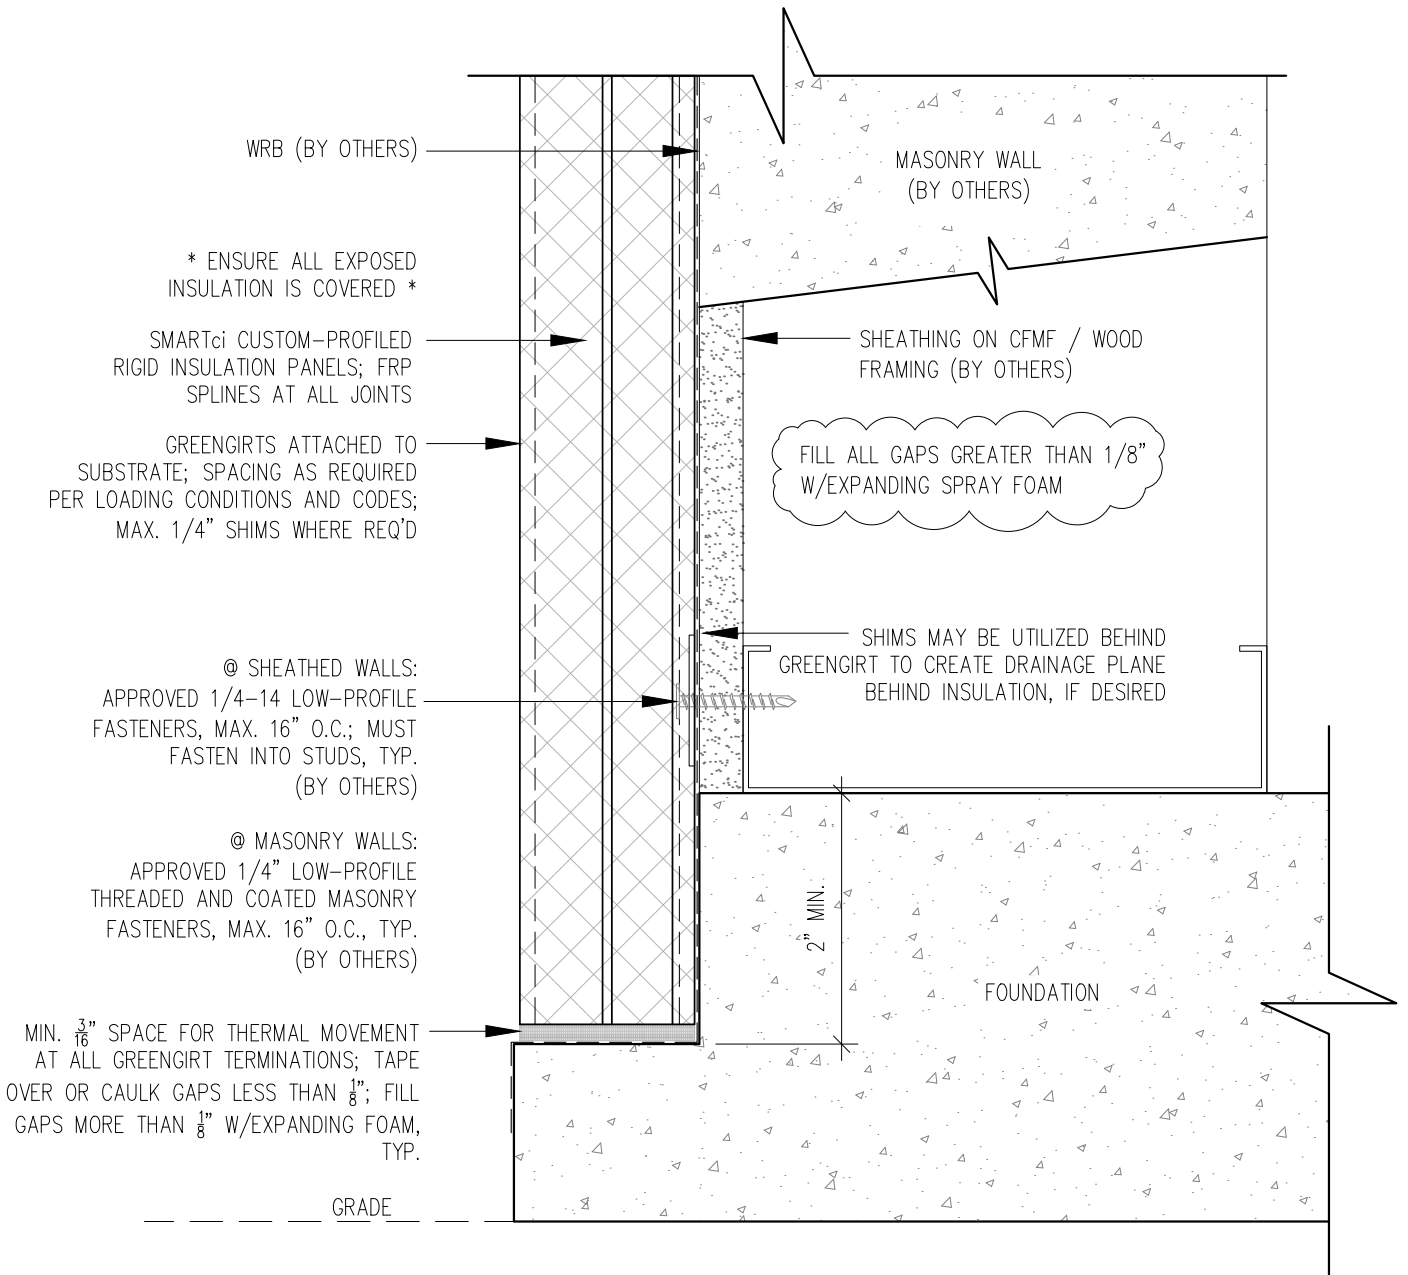 WRB (BY OTHERS)
MASONRY WALL
(BY OTHERS)
* ENSURE ALL EXPOSED
INSULATION IS COVERED *
SMARTci CUSTOM-PROFILED
RIGID INSULATION PANELS; FRP
SPLINES AT ALL JOINTS
SHEATHING ON CFMF / WOOD
FRAMING (BY OTHERS)
GREENGIRTS ATTACHED TO
SUBSTRATE; SPACING AS REQUIRED
PER LOADING CONDITIONS AND CODES;
MAX. 1/4" SHIMS WHERE REQ'D
FILL ALL GAPS GREATER THAN 1/8"
W/EXPANDING SPRAY FOAM
SHIMS MAY BE UTILIZED BEHIND
GREENGIRT TO CREATE DRAINAGE PLANE
BEHIND INSULATION, IF DESIRED
@ SHEATHED WALLS:
APPROVED 1/4-14 LOW-PROFILE
FASTENERS, MAX. 16" O.C.; MUST
FASTEN INTO STUDS, TYP.
(BY OTHERS)
@ MASONRY WALLS:
APPROVED 1/4" LOW-PROFILE
THREADED AND COATED MASONRY
FASTENERS, MAX. 16" O.C., TYP.
(BY OTHERS)
2" MIN.
FOUNDATION
MIN. 3/16" SPACE FOR THERMAL MOVEMENT
AT ALL GREENGIRT TERMINATIONS; TAPE
OVER OR CAULK GAPS LESS THAN 1/8"; FILL
GAPS MORE THAN 1/8" W/EXPANDING FOAM,
TYP.
GRADE